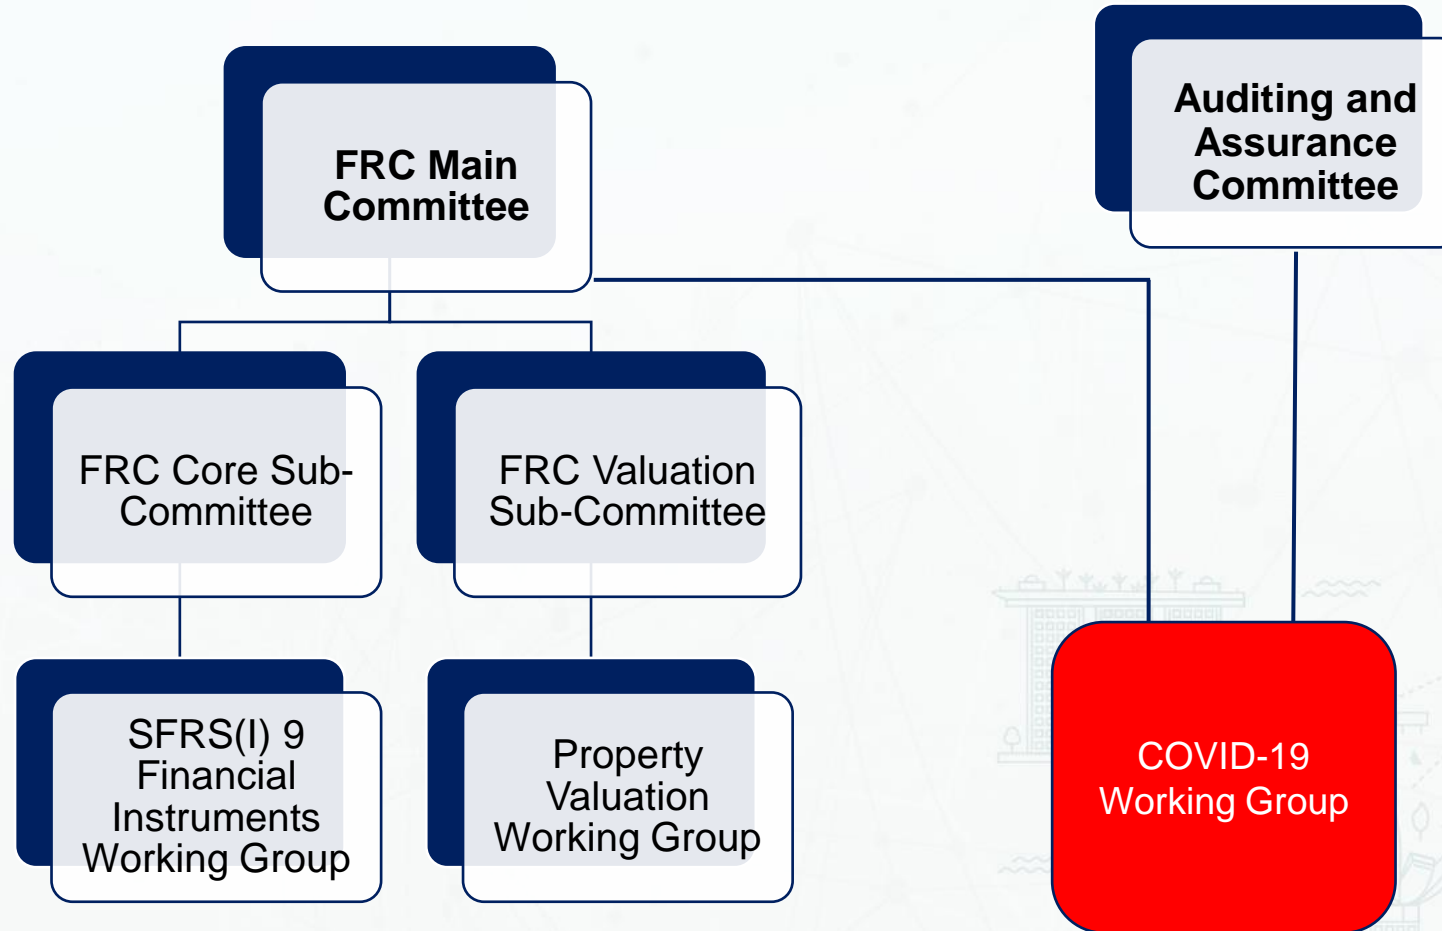 FRC Main
Committee
Auditing and
Assurance
Committee
FRC Core Sub-
Committee
FRC Valuation
Sub-Committee
SFRS(I) 9
Financial
Instruments
Working Group
Property
Valuation
Working Group
COVID-19
Working Group